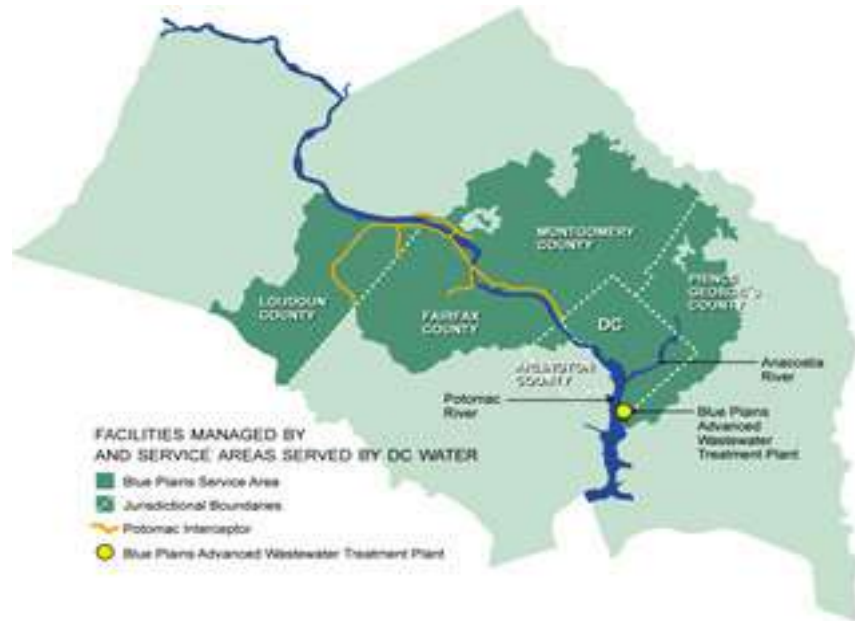 MONTGOMERY
COUNTY
PRINCE
GEORGE'S
COUNTY
LOUDOUN
COUNTY
FAIRFAX
COUNTY
DC
ARLINGTON
COUNTY
Anacostia
River
Potomac
River
Blue Plains
Advanced
Wastewater
Treatment Plant
FACILITIES MANAGED BY
AND SERVICE AREAS SERVED BY DC WATER
Blue Plains Service Area
Jurisdictional Boundaries
Potomac Interceptor
Blue Plains Advanced Wastewater Treatment Plant